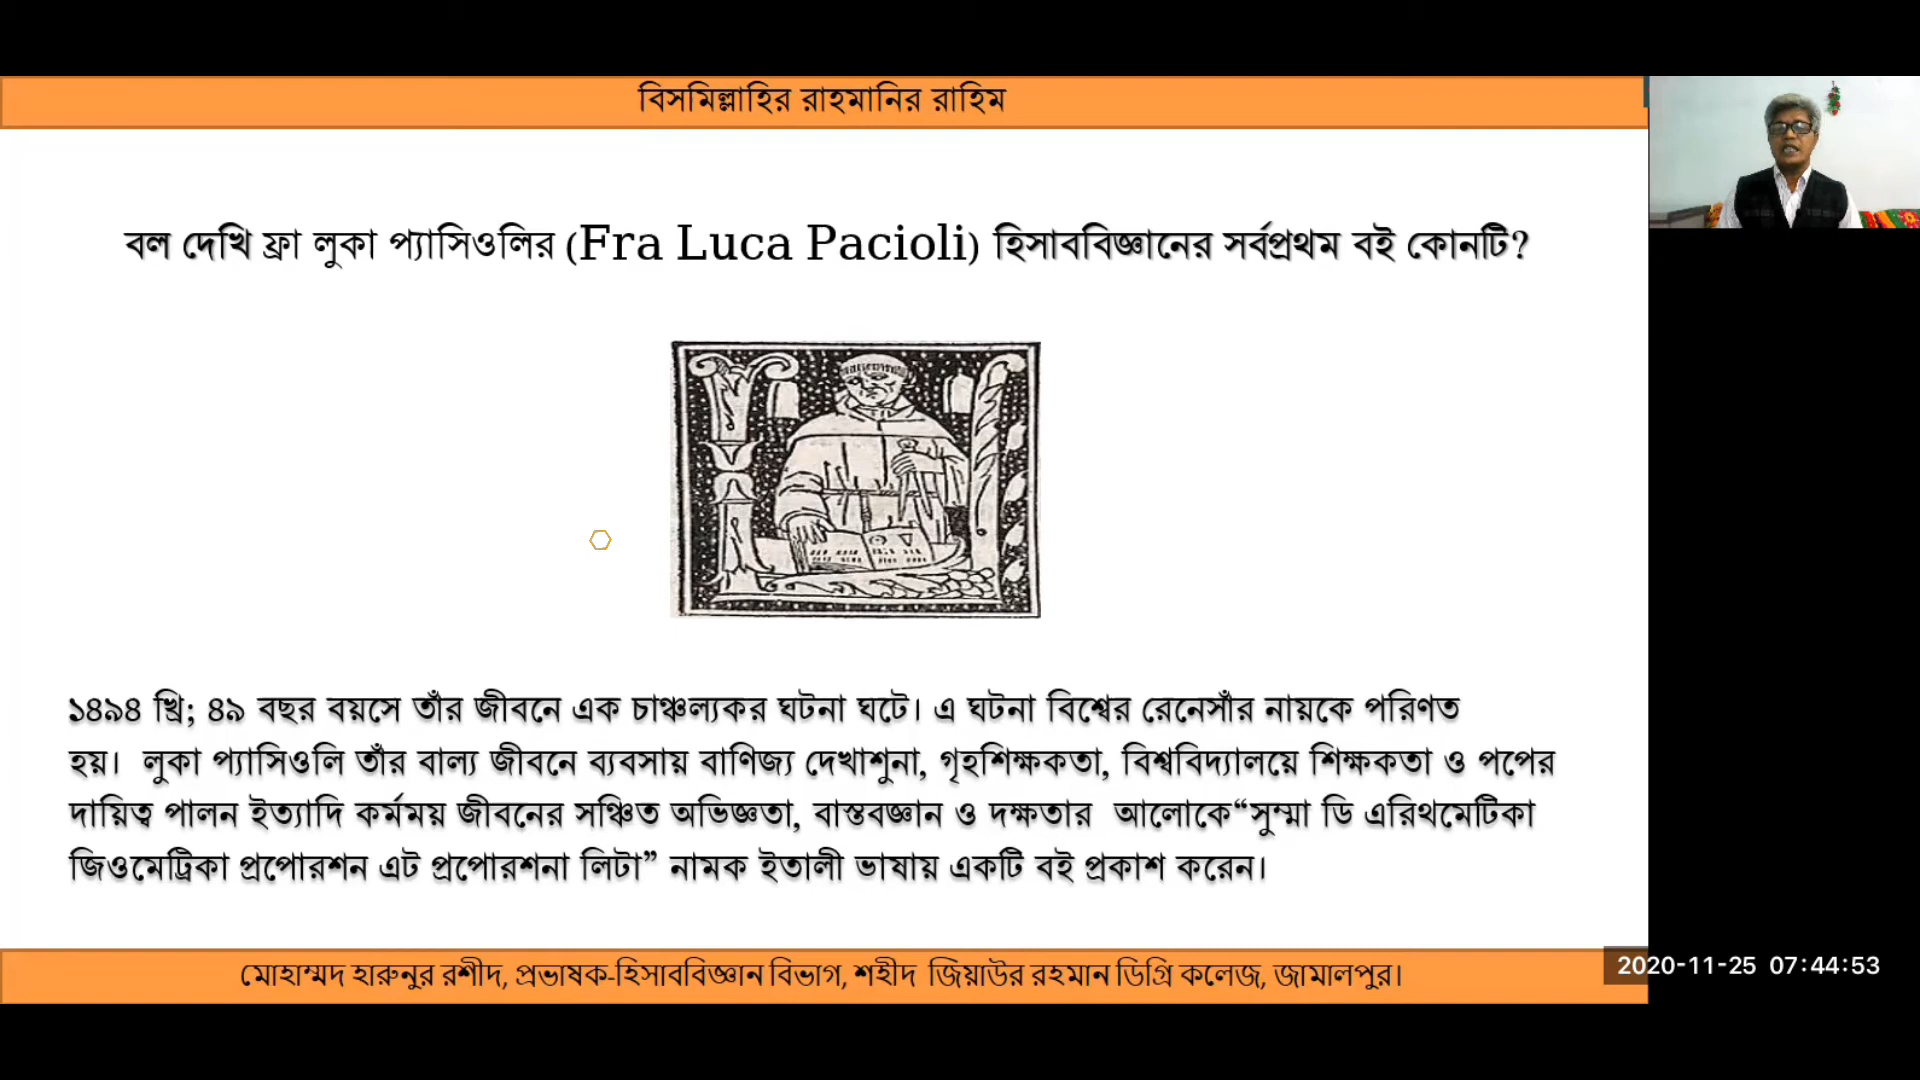 বিসমিল্লাহির রাহমানির রাহিম
বল দেখি ফ্রা লুকা প্যাসিওলির (Fra Luca Pacioli) হিসাববিজ্ঞানের সর্বপ্রথম বই কোনটি?
১৪৯৪ খ্রি; ৪৯ বছর বয়সে তাঁর জীবনে এক চাঞ্চল্যকর ঘটনা ঘটে। এ ঘটনা বিশ্বের রেনেসাঁর নায়কে পরিণত
হয়। লুকা প্যাসিওলি তাঁর বাল্য জীবনে ব্যবসায় বাণিজ্য দেখাশুনা, গৃহশিক্ষকতা, বিশ্ববিদ্যালয়ে শিক্ষকতা ও পপের
দায়িত্ব পালন ইত্যাদি কর্মময় জীবনের সঞ্চিত অভিজ্ঞতা, বাস্তবজ্ঞান ও দক্ষতার আলোকে“সুম্মা ডি এরিথমেটিকা
জিওমেট্রিকা প্রপোরশন এট প্রপোরশনা লিটা” নামক ইতালী ভাষায় একটি বই প্রকাশ করেন।
মোহাম্মদ হারুনুর রশীদ, প্রভাষক-হিসাববিজ্ঞান বিভাগ, শহীদ জিয়াউর রহমান ডিগ্রি কলেজ, জামালপুর।
2020-11-25 07:44:53